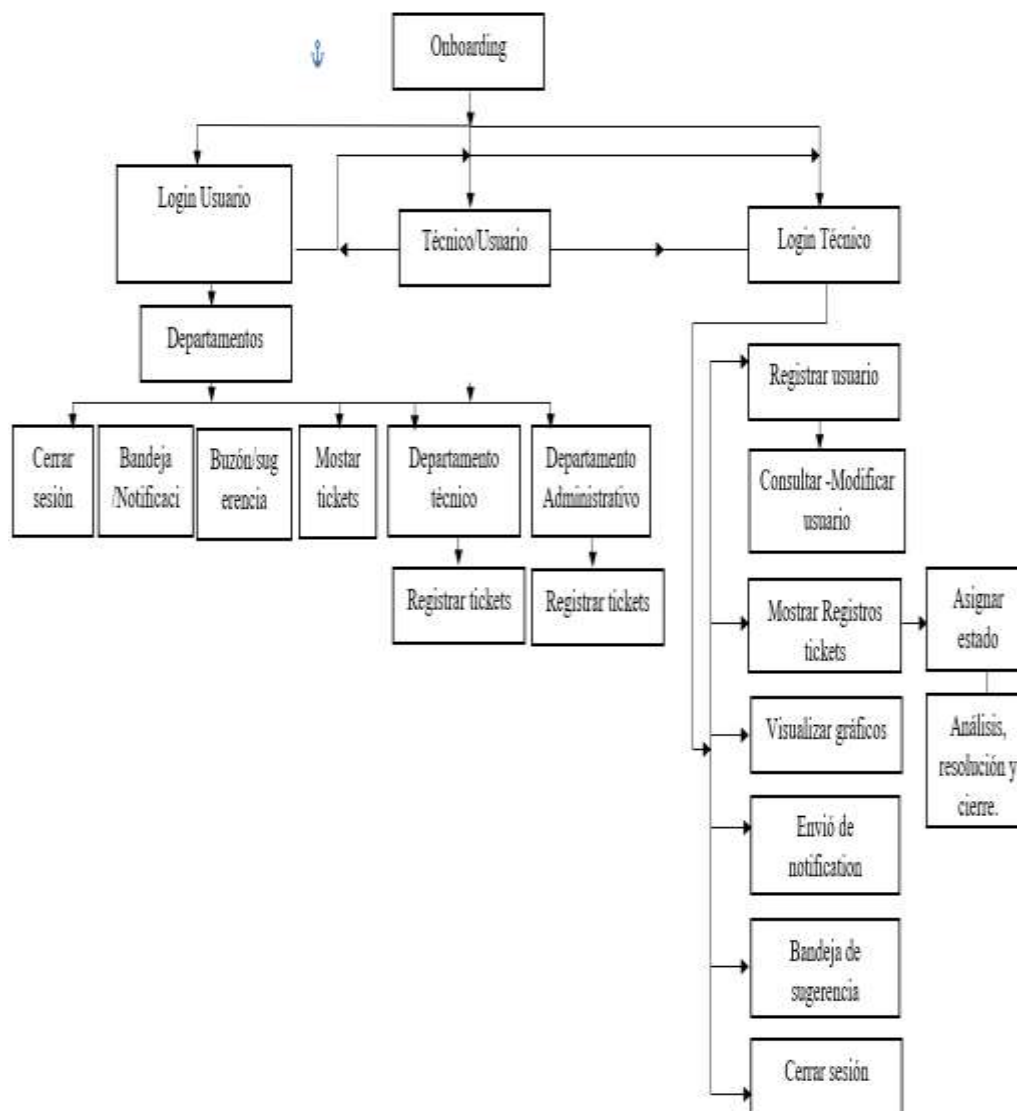 Onboarding
Login Usuario
Técnico/Usuario
Login Técnico
Departamentos
Cerrar
sesión
Bandeja
/Notificaci
Buzón/sug
erencia
Mostar
tickets
Departamento
técnico
Departamento
Administrativo
Registrar tickets
Registrar tickets
Registrar usuario
Consultar -Modificar
usuario
Mostrar Registros
tickets
Asignar
estado
Análisis,
resolución y
cierre.
Visualizar gráficos
Envió de
notification
Bandeja de
sugerencia
Cerrar sesión